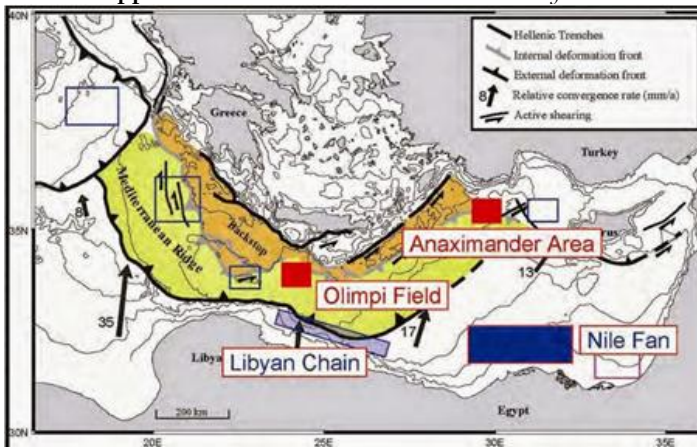 40N
Hellenic Trenches
Internal deformation front
External deformation front
8 Relative convergence rate (mm/a)
Active shearing
Greece
Turkey
Mediterranean Ridge
Backstop
8
35N
Anaximander Area
13
Olimpi Field
35
17
Libyan Chain
Nile Fan
200 km
Egypt
30N
20E
25E
30E
35E